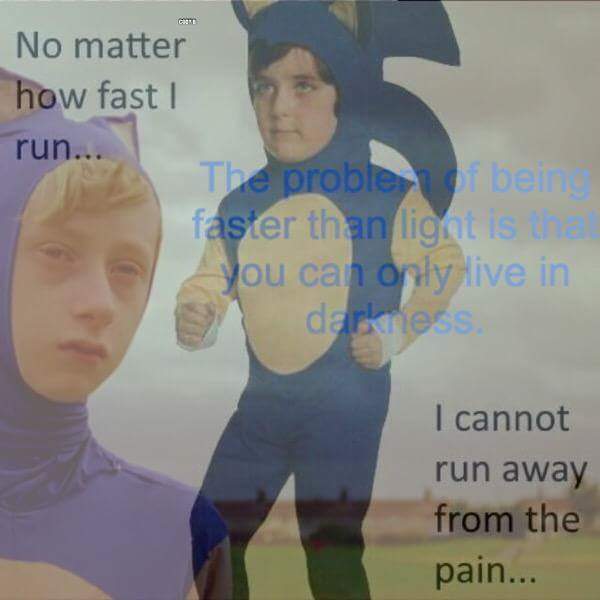 No matter
how fast I
run...
The problem of being
faster than light is that
you can only live in
darkness.
I cannot
run away
from the
pain...